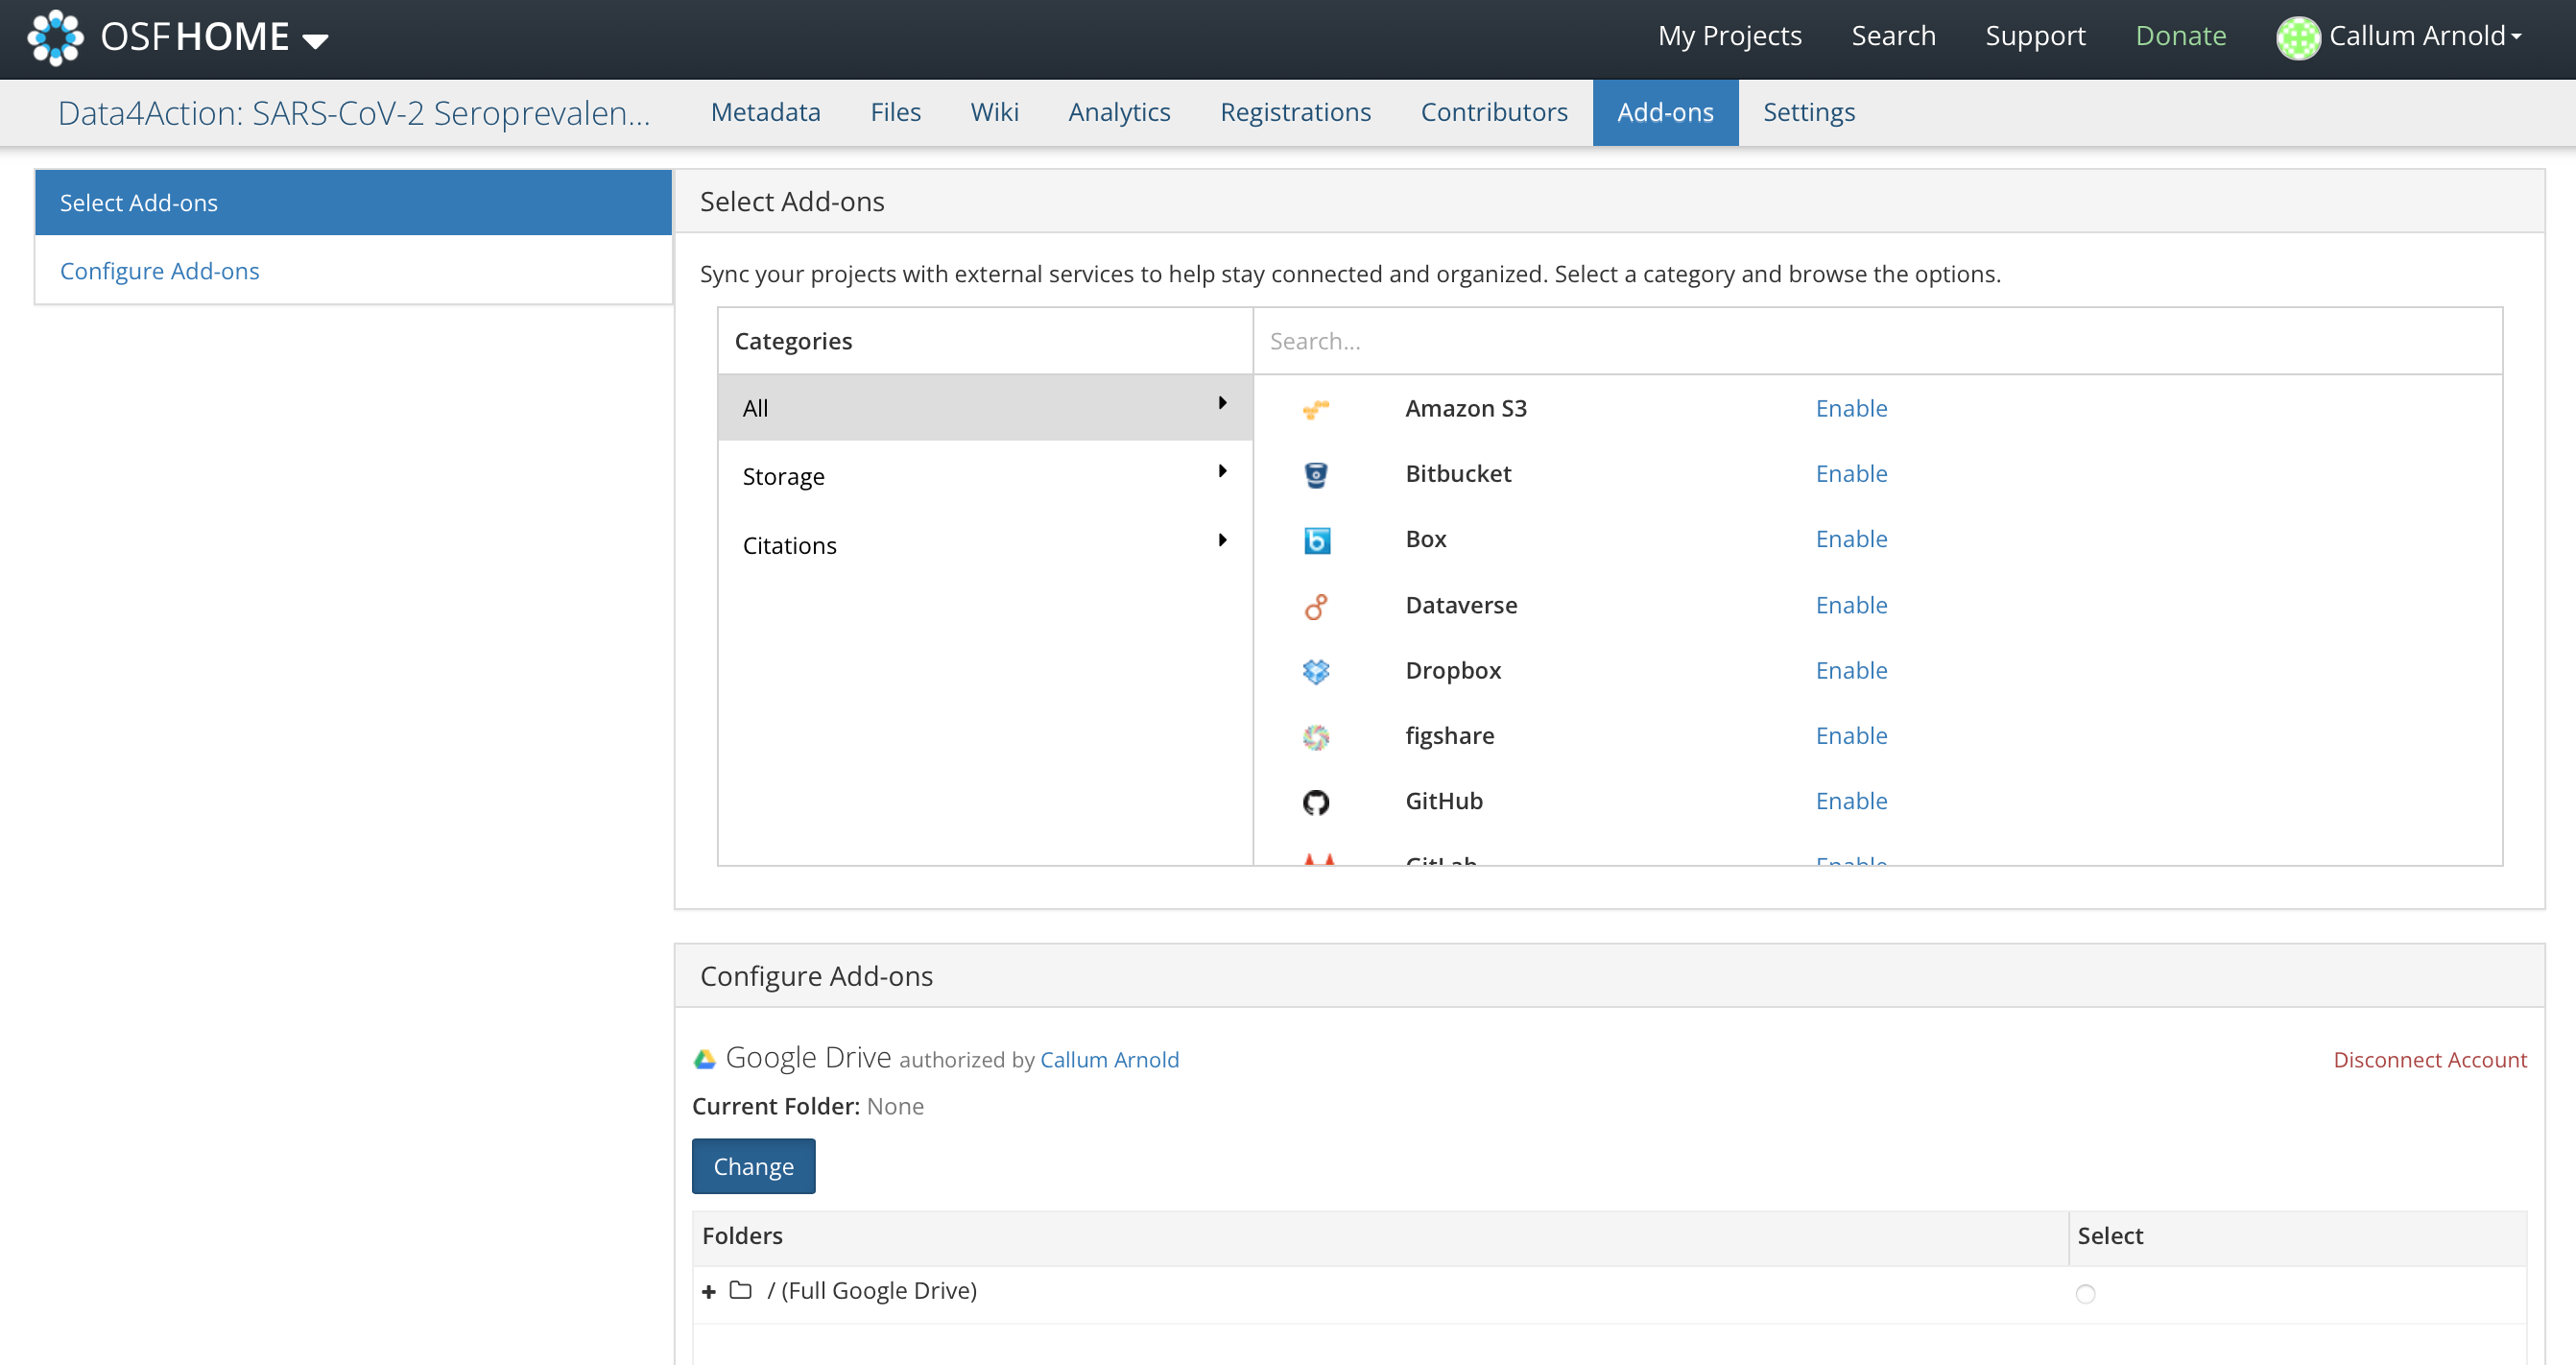 OSFHOME
My Projects
Search
Support
Donate
Callum Arnold
Data4Action: SARS-CoV-2 Seroprevalen...
Metadata
Files
Wiki
Analytics
Registrations
Contributors
Add-ons
Settings
Select Add-ons
Configure Add-ons
Select Add-ons
Sync your projects with external services to help stay connected and organized. Select a category and browse the options.
Categories
Search...
All
Storage
Citations
Amazon S3 Enable
Bitbucket Enable
Box Enable
Dataverse Enable
Dropbox Enable
figshare Enable
GitHub Enable
GitLab Enable
Configure Add-ons
Google Drive authorized by Callum Arnold
Disconnect Account
Current Folder: None
Change
Folders Select
/ (Full Google Drive)